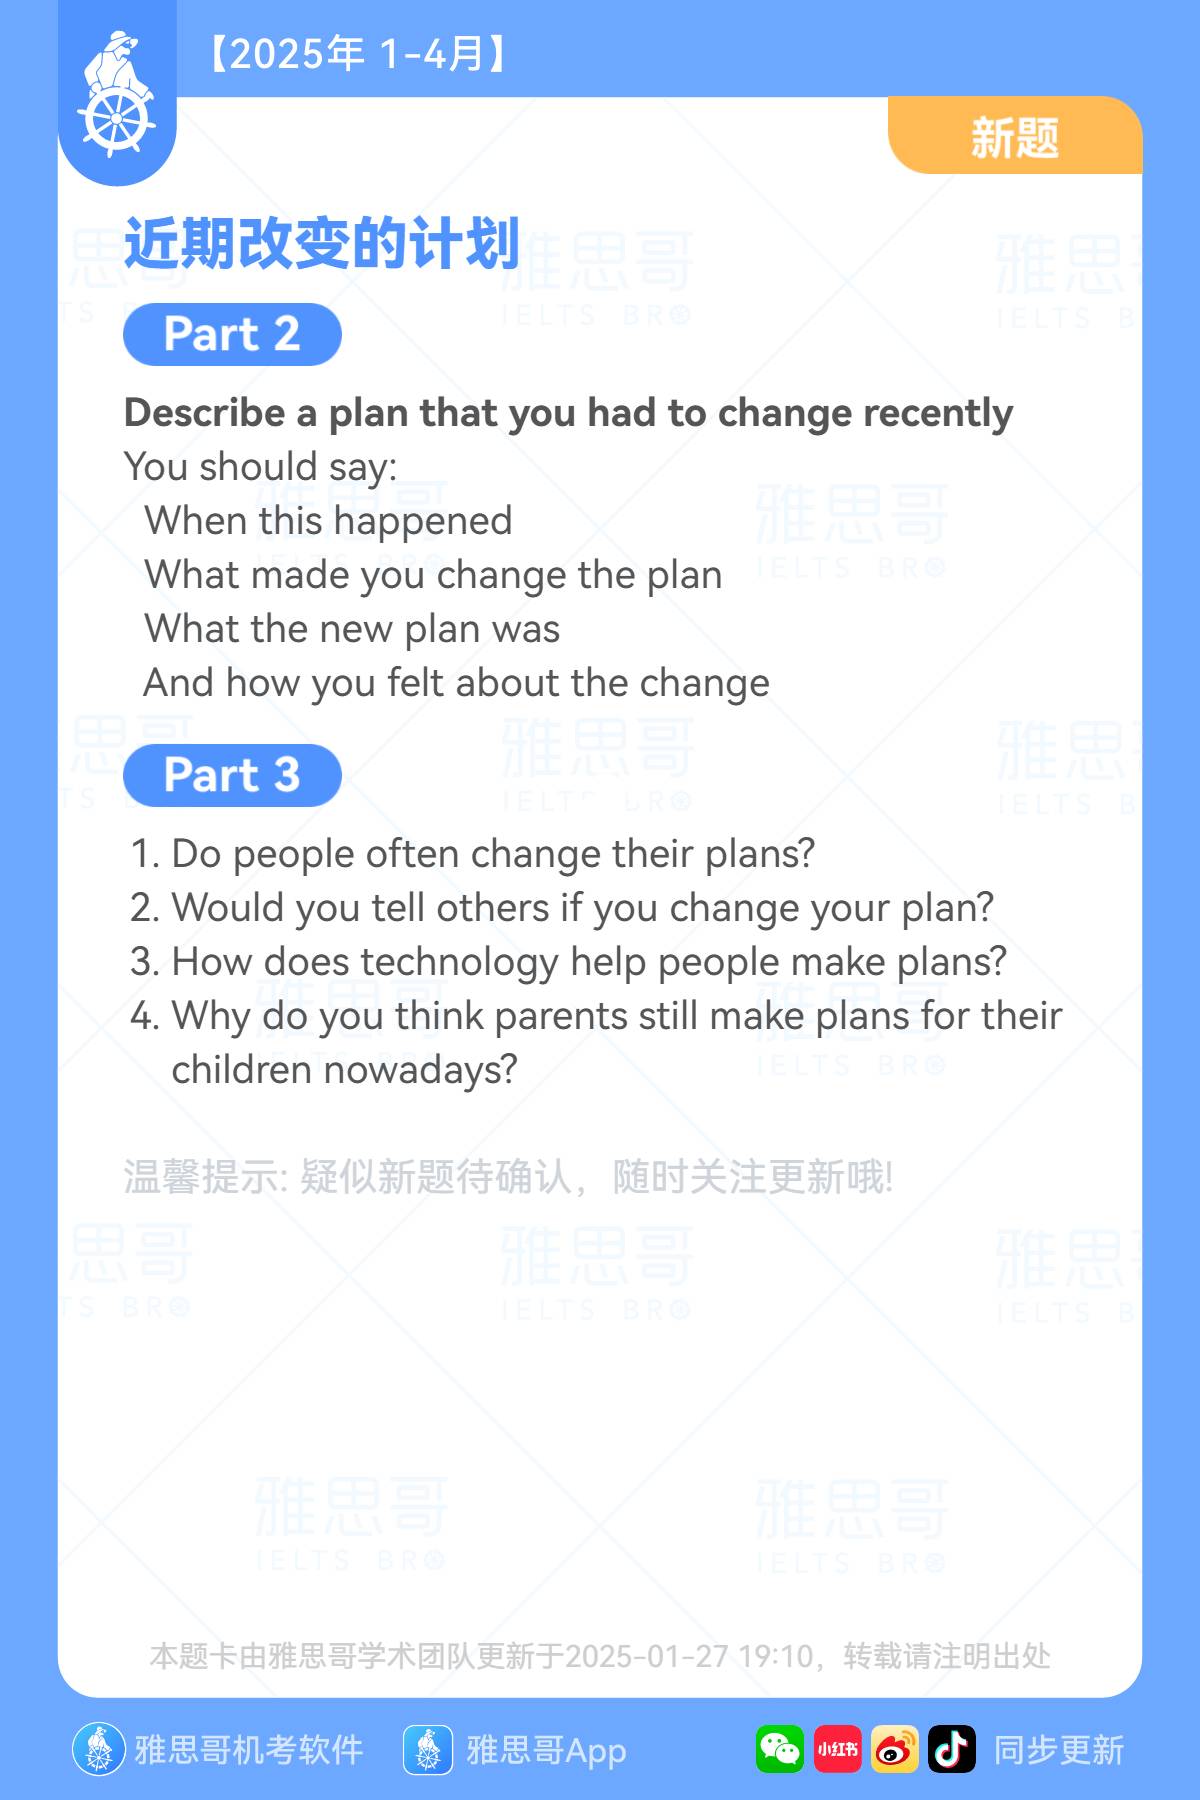 【2025年 1-4月】
新题
近期改变的计划
Part 2
Describe a plan that you had to change recently
You should say:
When this happened
What made you change the plan
What the new plan was
And how you felt about the change
Part 3
1. Do people often change their plans?
2. Would you tell others if you change your plan?
3. How does technology help people make plans?
4. Why do you think parents still make plans for their
children nowadays?
温馨提示: 疑似新题待确认，随时关注更新哦!
本题卡由雅思哥学术团队更新于2025-01-27 19:10，转载请注明出处
雅思哥机考软件 雅思哥App 小红书 同步更新
雅思哥
IELTS BRO